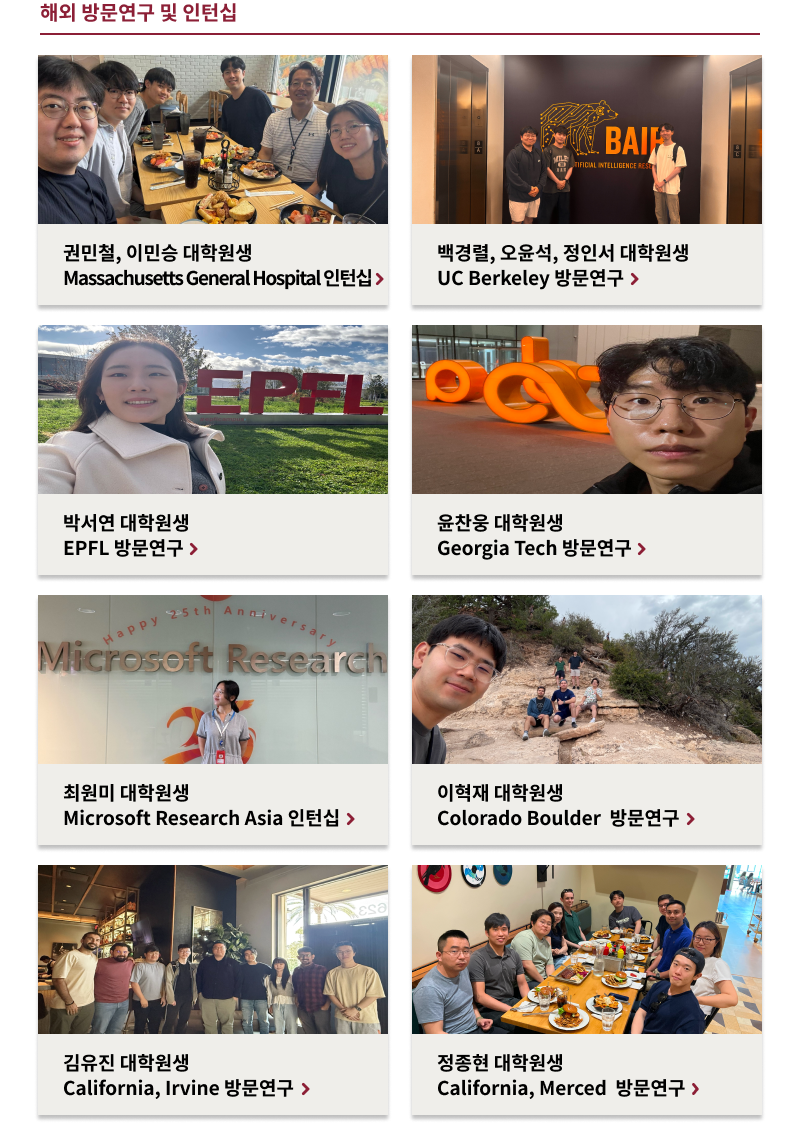 해외 방문연구 및 인턴십
BAIR
ARTIFICIAL INTELLIGENCE
권민철, 이민승 대학원생
Massachusetts General Hospital 인턴십
백경렬, 오윤석, 정인서 대학원생
UC Berkeley 방문연구
EPFL
박서연 대학원생
EPFL 방문연구
윤찬웅 대학원생
Georgia Tech 방문연구
Happy 25th Anniversary
Microsoft Research
최원미 대학원생
Microsoft Research Asia 인턴십
이혁재 대학원생
Colorado Boulder 방문연구
김유진 대학원생
California, Irvine 방문연구
정종현 대학원생
California, Merced 방문연구